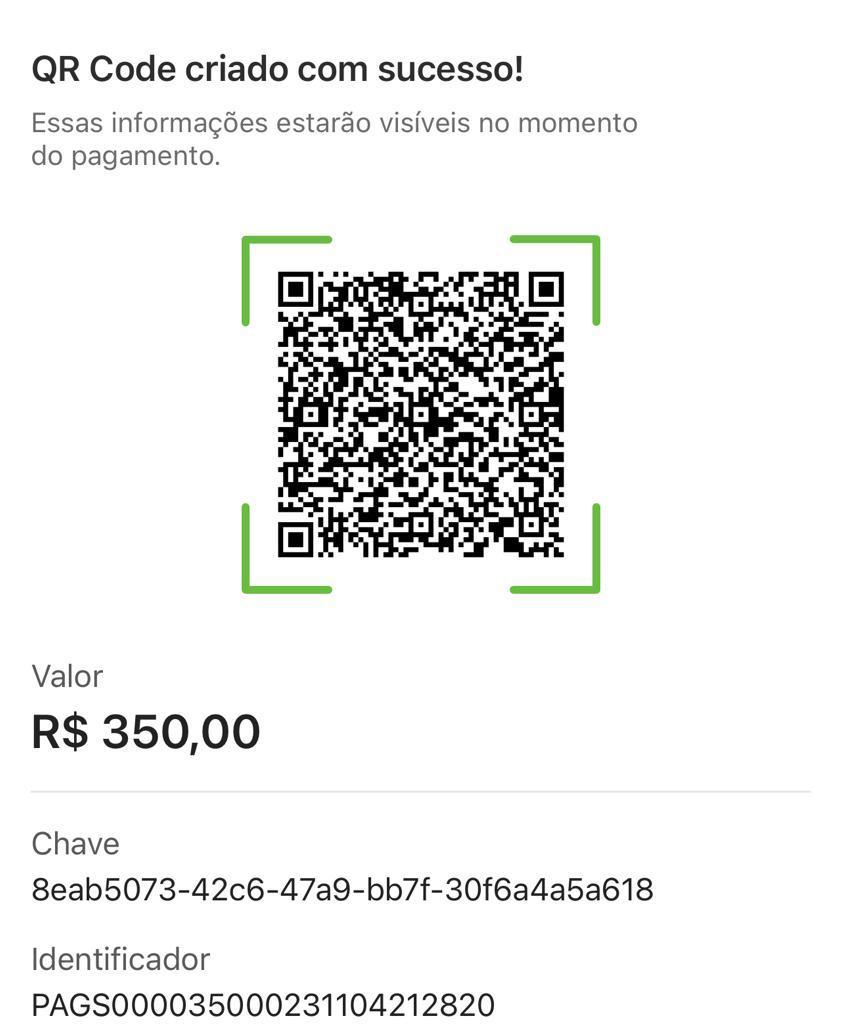 QR Code criado com sucesso!
Essas informações estarão visíveis no momento
do pagamento.
Valor
R$ 350,00
Chave
8eab5073-42c6-47a9-bb7f-30f6a4a5a618
Identificador
PAGS0000350000231104212820